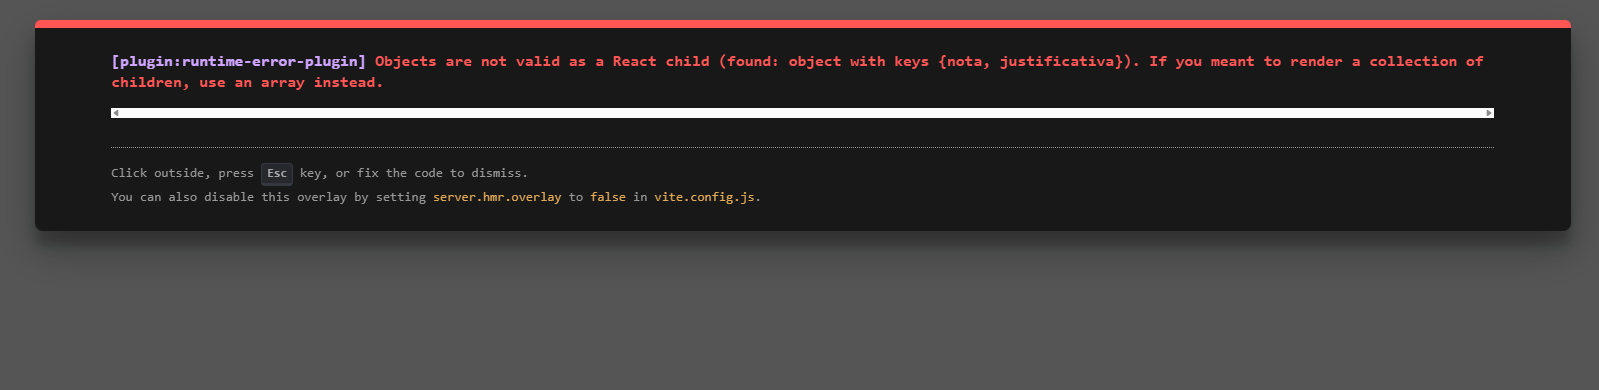 [plugin:runtime-error-plugin] Objects are not valid as a React child (found: object with keys {nota, justificativa}). If you meant to render a collection of
children, use an array instead.
Click outside, press Esc key, or fix the code to dismiss.
You can also disable this overlay by setting server.hmr.overlay to false in vite.config.js.